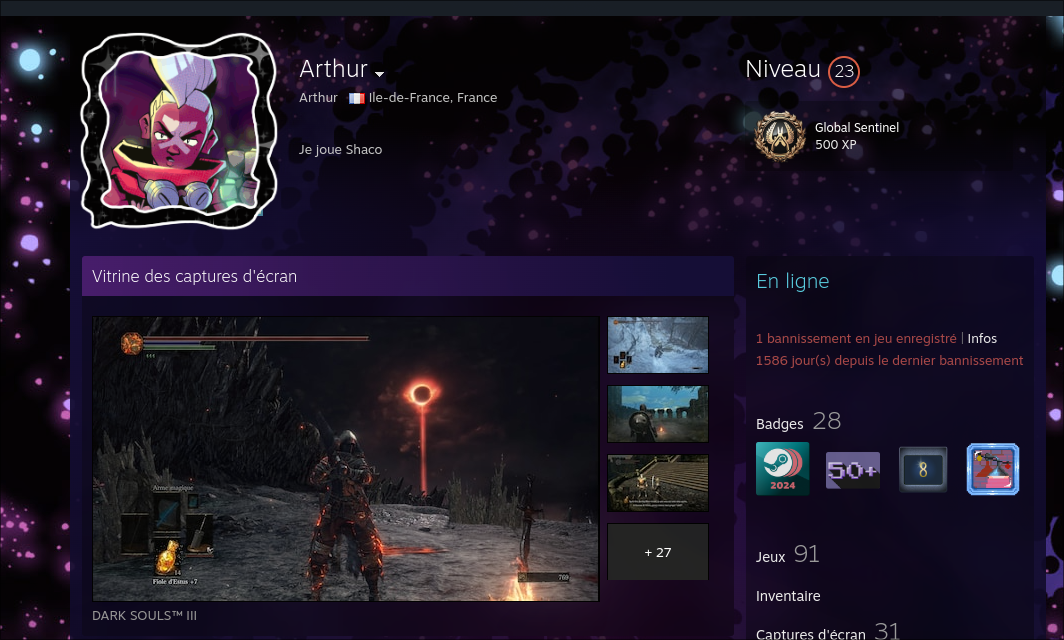 Arthur
Arthur Ile-de-France, France
Je joue Shaco
Niveau 23
Global Sentinel
500 XP
Vitrine des captures d'écran
En ligne
1 bannissement en jeu enregistré | Infos
1586 jour(s) depuis le dernier bannissement
Badges 28
2024
50+
8
Arme magique
14
Fiole d'Estus +7
769
+ 27
DARK SOULS™ III
Jeux 91
Inventaire
Captures d'écran 31